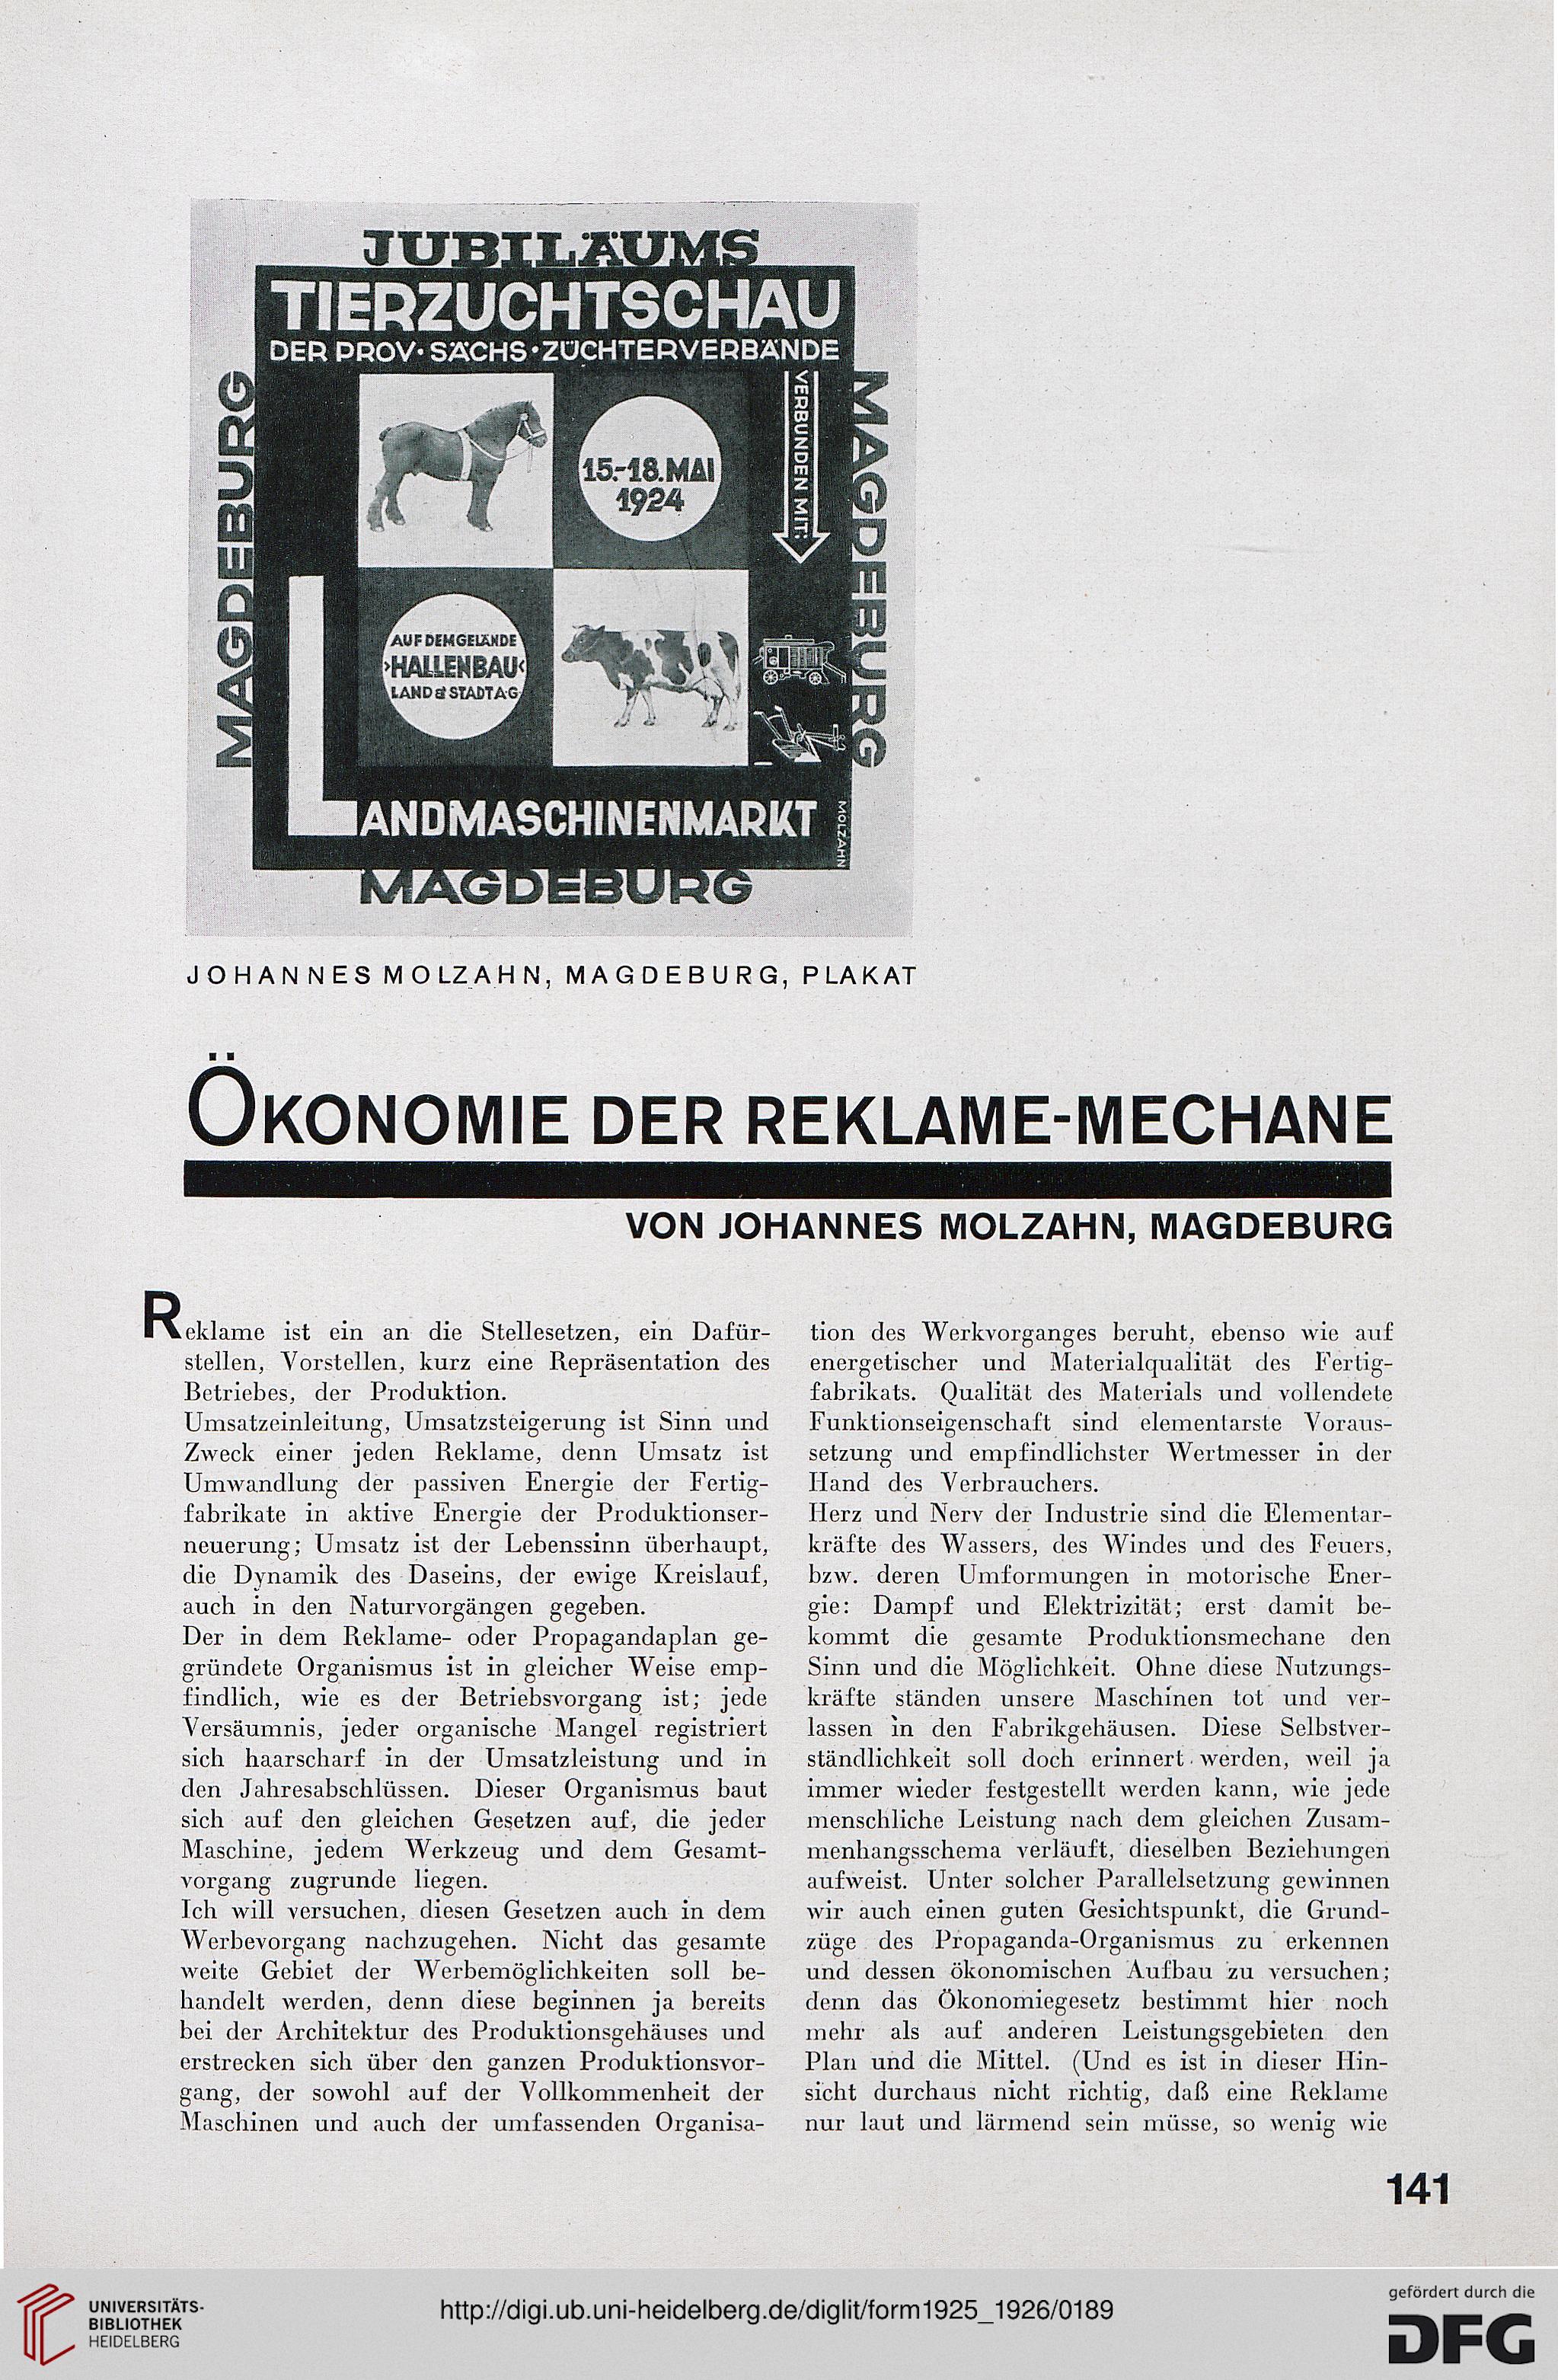 JUBILÄUMS
TIERZUCHTSCHAU
DER PROV· SÄCHS·ZÜCHTERVERBÄNDE
MAGDEBURG
15.-18.MAI
1924
VERBUNDEN MIT:
MAGDEBURG
AUF DEM GELÄNDE
›HALLENBAU‹
LAND & STADT A·G
LANDMASCHINENMARKT
MOLZAHN
MAGDEBURG
JOHANNES MOLZAHN, MAGDEBURG, PLAKAT
ÖKONOMIE DER REKLAME-MECHANE
VON JOHANNES MOLZAHN, MAGDEBURG
Reklame ist ein an die Stellesetzen, ein Dafür-
stellen, Vorstellen, kurz eine Repräsentation des
Betriebes, der Produktion.
Umsatzeinleitung, Umsatzsteigerung ist Sinn und
Zweck einer jeden Reklame, denn Umsatz ist
Umwandlung der passiven Energie der Fertig-
fabrikate in aktive Energie der Produktionser-
neuerung; Umsatz ist der Lebenssinn überhaupt,
die Dynamik des Daseins, der ewige Kreislauf,
auch in den Naturvorgängen gegeben.
Der in dem Reklame- oder Propagandaplan ge-
gründete Organismus ist in gleicher Weise emp-
findlich, wie es der Betriebsvorgang ist; jede
Versäumnis, jeder organische Mangel registriert
sich haarscharf in der Umsatzleistung und in
den Jahresabschlüssen. Dieser Organismus baut
sich auf den gleichen Gesetzen auf, die jeder
Maschine, jedem Werkzeug und dem Gesamt-
vorgang zugrunde liegen.
Ich will versuchen, diesen Gesetzen auch in dem
Werbevorgang nachzugehen. Nicht das gesamte
weite Gebiet der Werbemöglichkeiten soll be-
handelt werden, denn diese beginnen ja bereits
bei der Architektur des Produktionsgehäuses und
erstrecken sich über den ganzen Produktionsvor-
gang, der sowohl auf der Vollkommenheit der
Maschinen und auch der umfassenden Organisa-
tion des Werkvorganges beruht, ebenso wie auf
energetischer und Materialqualität des Fertig-
fabrikats. Qualität des Materials und vollendete
Funktionseigenschaft sind elementarste Voraus-
setzung und empfindlichster Wertmesser in der
Hand des Verbrauchers.
Herz und Nerv der Industrie sind die Elementar-
kräfte des Wassers, des Windes und des Feuers,
bzw. deren Umformungen in motorische Ener-
gie: Dampf und Elektrizität; erst damit be-
kommt die gesamte Produktionsmechane den
Sinn und die Möglichkeit. Ohne diese Nutzungs-
kräfte ständen unsere Maschinen tot und ver-
lassen in den Fabrikgehäusen. Diese Selbstver-
ständlichkeit soll doch erinnert werden, weil ja
immer wieder festgestellt werden kann, wie jede
menschliche Leistung nach dem gleichen Zusam-
menhangsschema verläuft, dieselben Beziehungen
aufweist. Unter solcher Parallelsetzung gewinnen
wir auch einen guten Gesichtspunkt, die Grund-
züge des Propaganda-Organismus zu erkennen
und dessen ökonomischen Aufbau zu versuchen;
denn das Ökonomiegesetz bestimmt hier noch
mehr als auf anderen Leistungsgebieten den
Plan und die Mittel. (Und es ist in dieser Hin-
sicht durchaus nicht richtig, daß eine Reklame
nur laut und lärmend sein müsse, so wenig wie
141
UNIVERSITÄTS-
BIBLIOTHEK
HEIDELBERG
http://digi.ub.uni-heidelberg.de/diglit/form1925_1926/0189
gefördert durch die
DFG